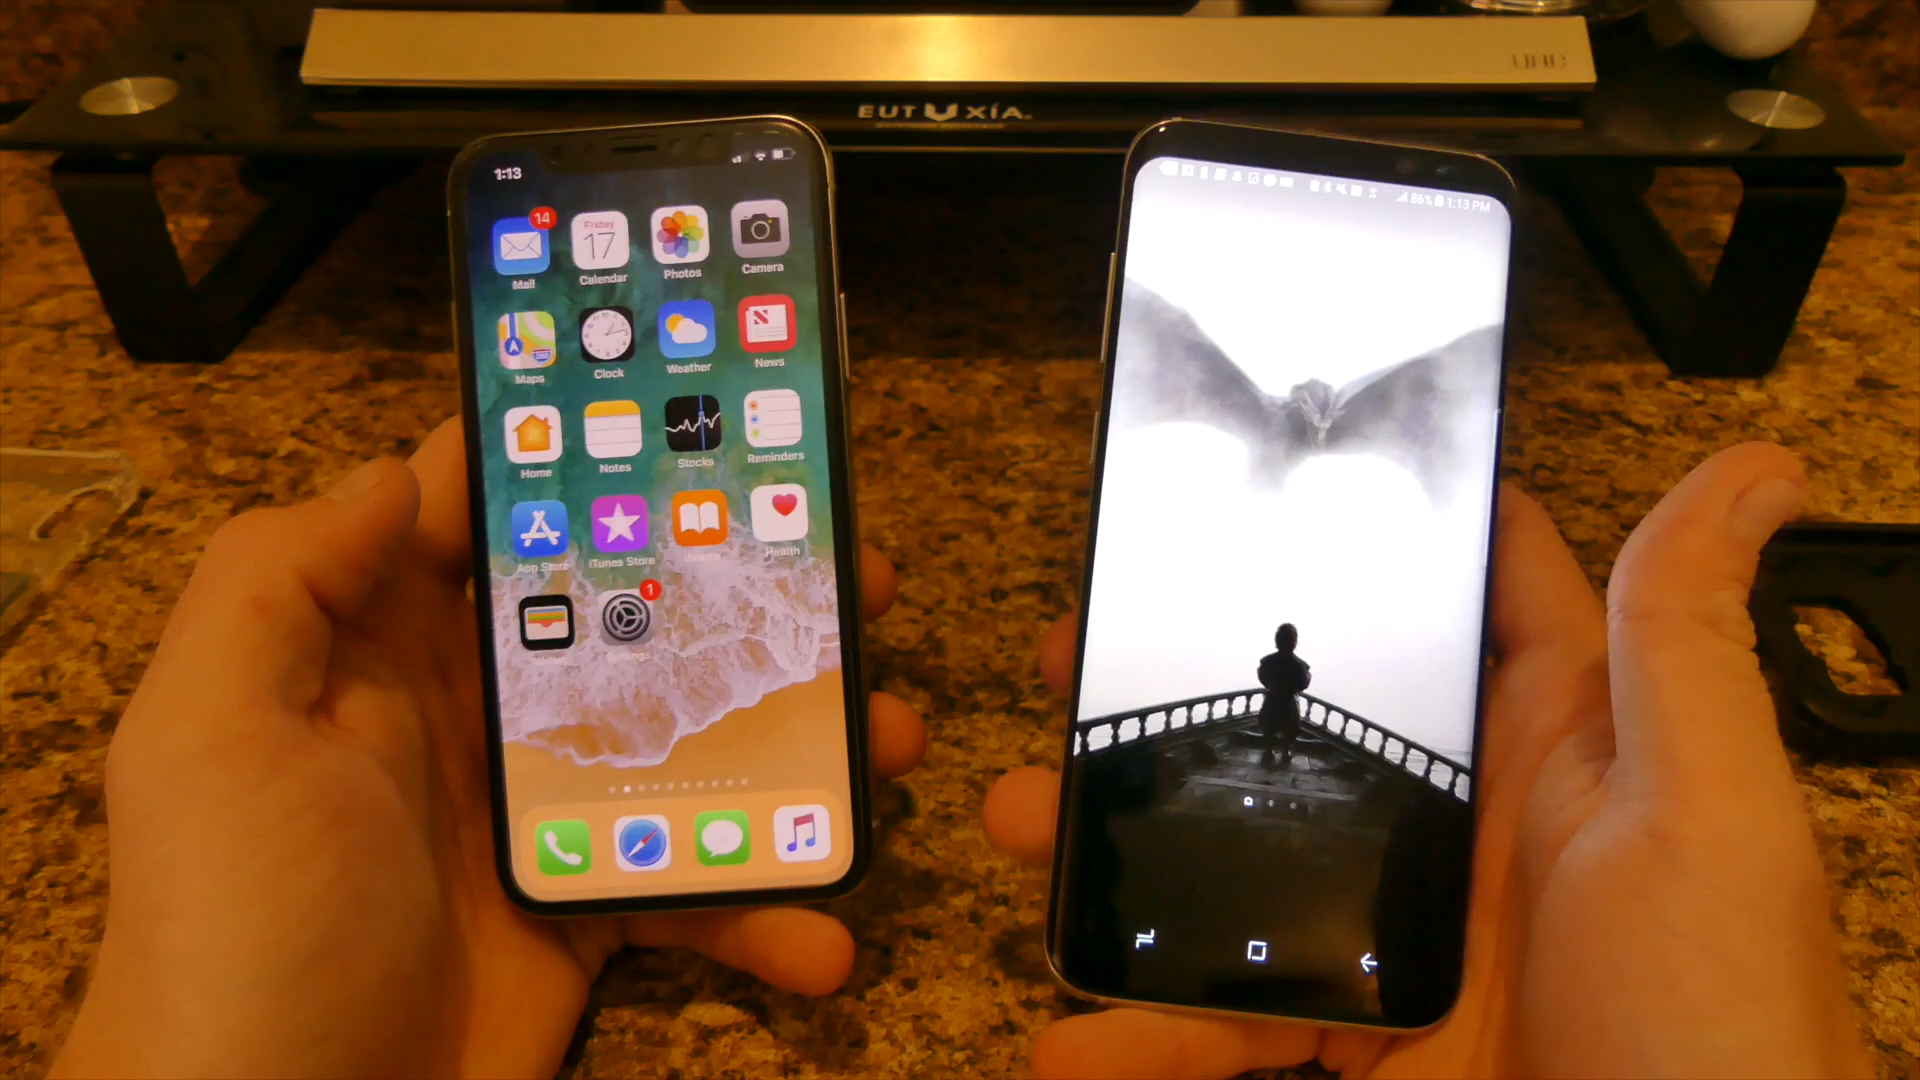 EUTUXÍA.
1:13
14
Friday
17
Mail
Calendar
Photos
Camera
Maps
Clock
Weather
News
Home
Notes
Stocks
Reminders
App Store
iTunes Store
Health
1
Settings
86% 1:13 PM